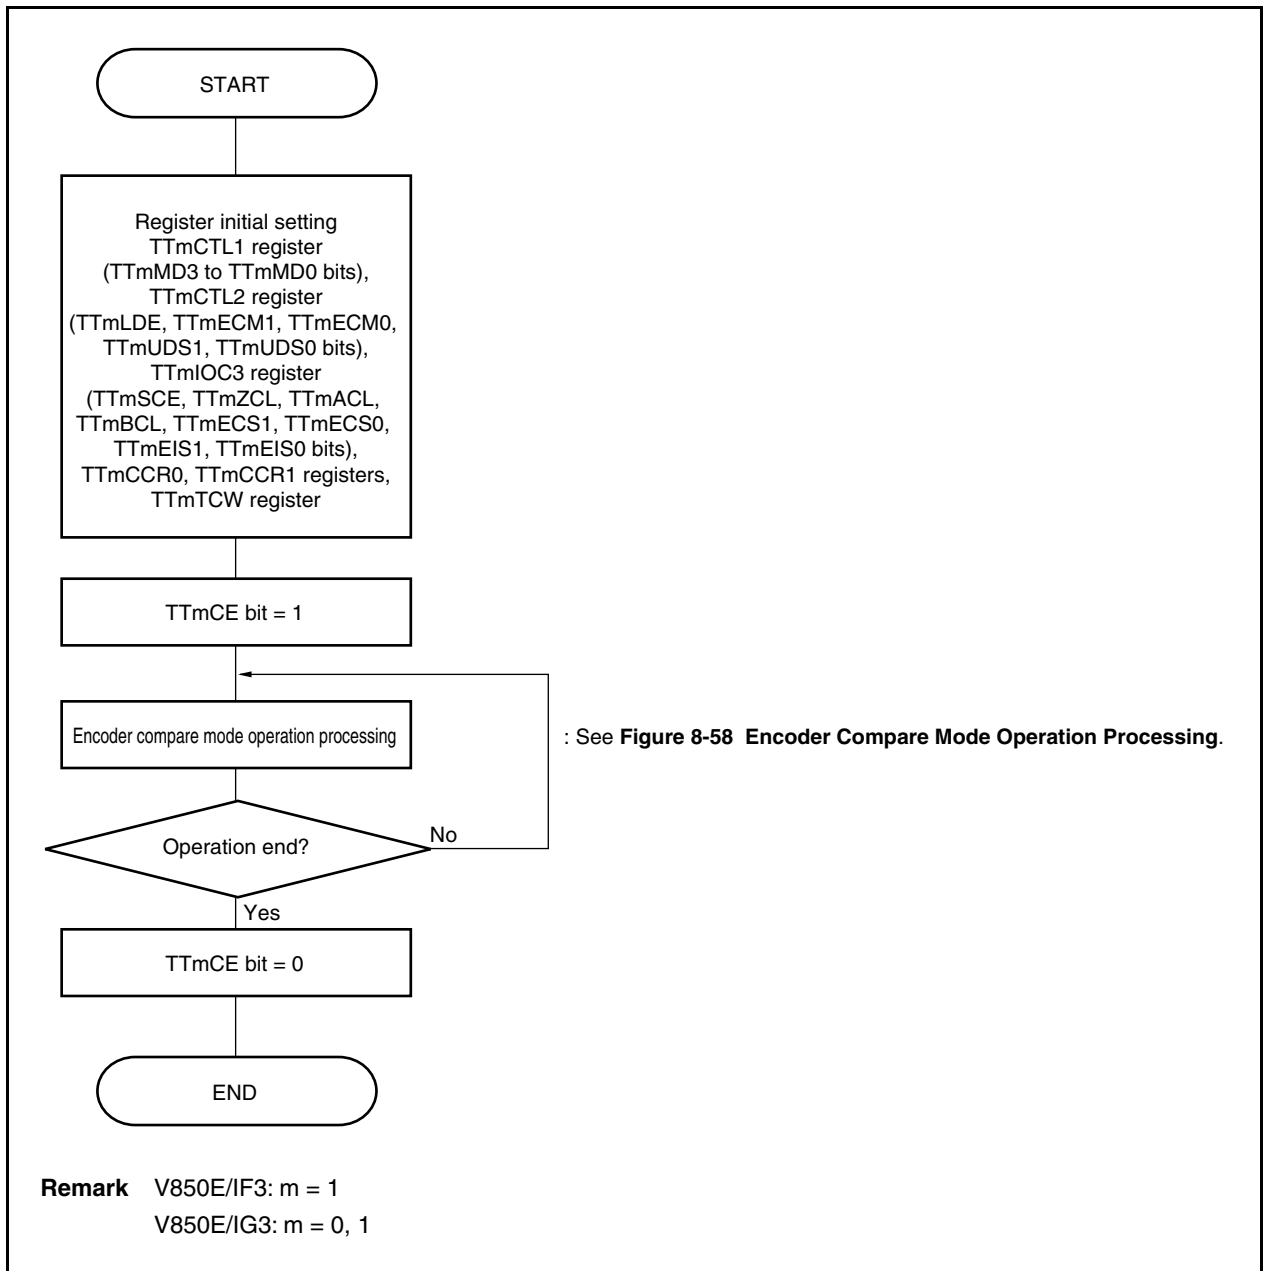 START
Register initial setting
TTmCTL1 register
(TTmMD3 to TTmMD0 bits),
TTmCTL2 register
(TTmLDE, TTmECM1, TTmECM0,
TTmUDS1, TTmUDS0 bits),
TTmIOC3 register
(TTmSCE, TTmZCL, TTmACL,
TTmBCL, TTmECS1, TTmECS0,
TTmEIS1, TTmEIS0 bits),
TTmCCR0, TTmCCR1 registers,
TTmTCW register
TTmCE bit = 1
Encoder compare mode operation processing
: See Figure 8-58 Encoder Compare Mode Operation Processing.
Operation end?
No
Yes
TTmCE bit = 0
END
Remark V850E/IF3: m = 1
V850E/IG3: m = 0, 1